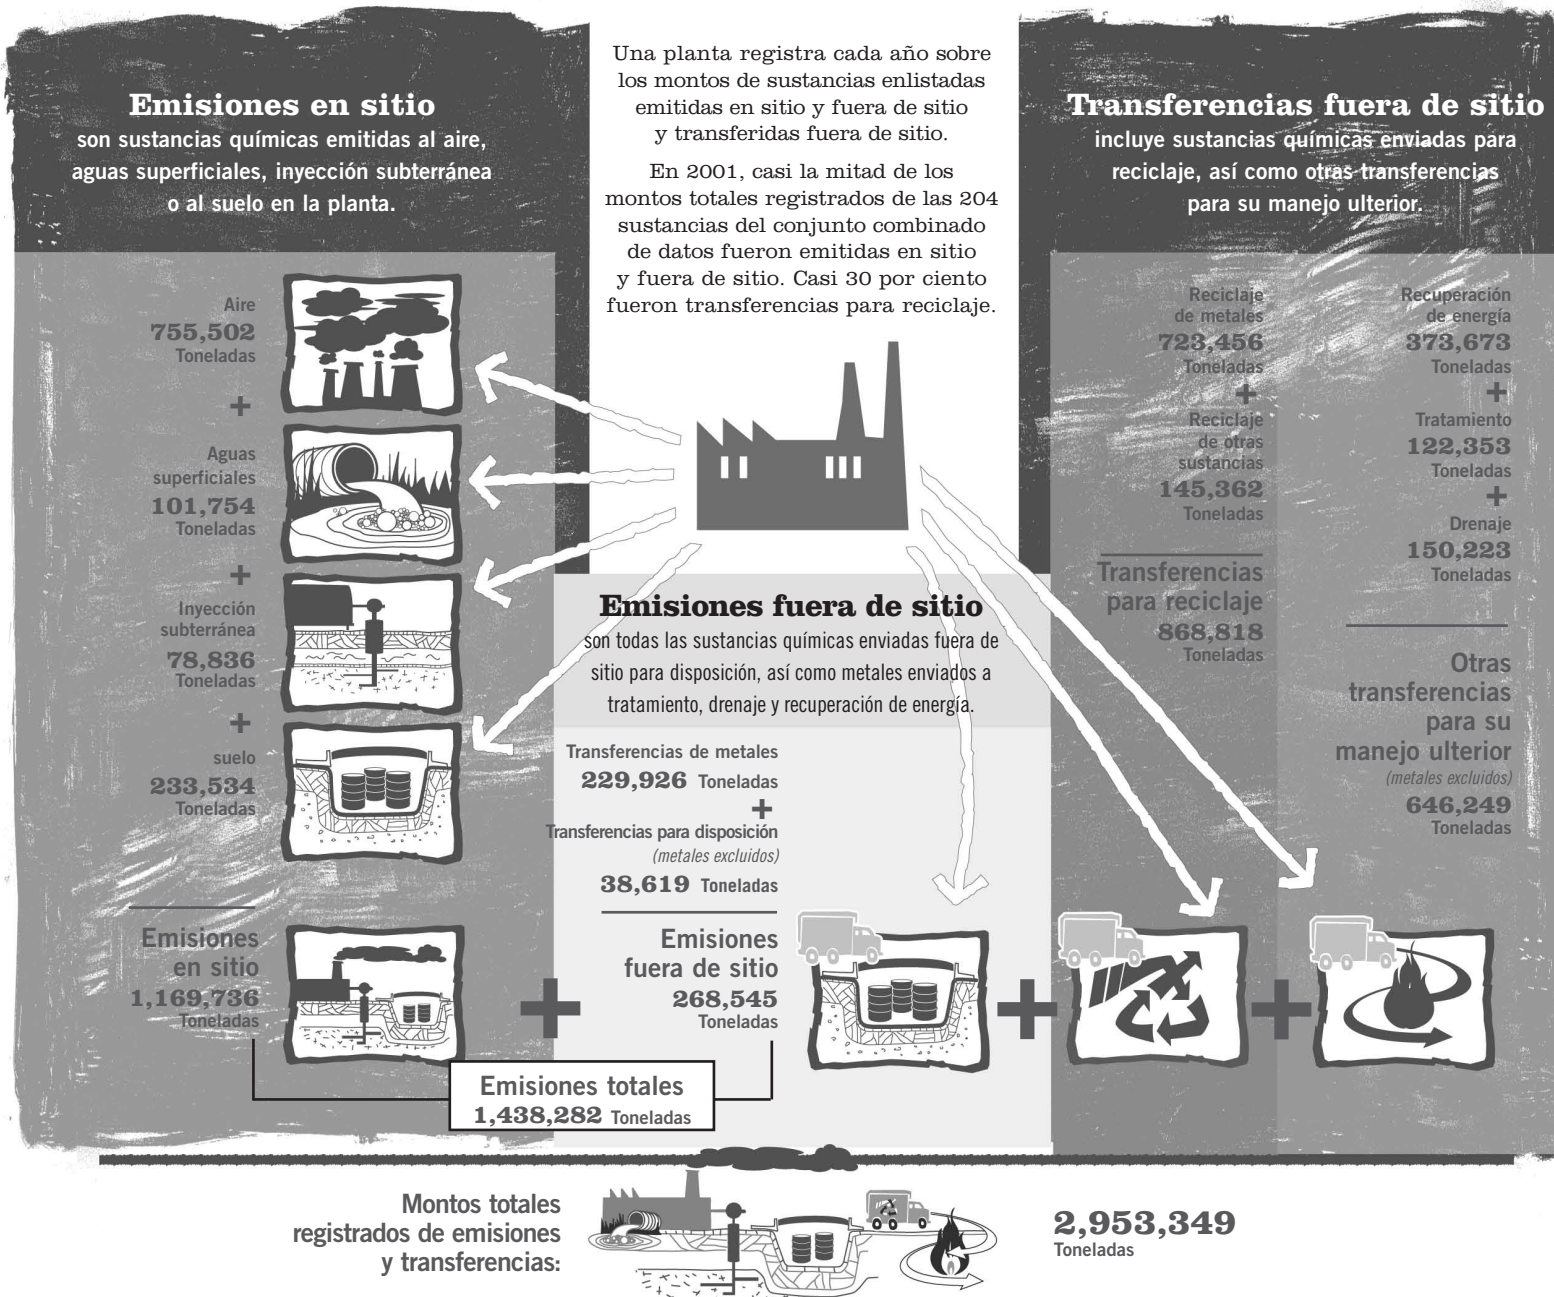 Emisiones en sitio
son sustancias químicas emitidas al aire,
aguas superficiales, inyección subterránea
o al suelo en la planta.
Una planta registra cada año sobre
los montos de sustancias enlistadas
emitidas en sitio y fuera de sitio
y transferidas fuera de sitio.
En 2001, casi la mitad de los
montos totales registrados de las 204
sustancias del conjunto combinado
de datos fueron emitidas en sitio
y fuera de sitio. Casi 30 por ciento
fueron transferencias para reciclaje.
Transferencias fuera de sitio
incluye sustancias químicas enviadas para
reciclaje, así como otras transferencias
para su manejo ulterior.
Aire
755,502
Toneladas
+
Aguas
superficiales
101,754
Toneladas
+
Inyección
subterránea
78,836
Toneladas
+
suelo
233,534
Toneladas
Emisiones
en sitio
1,169,736
Toneladas
+
Emisiones fuera de sitio
son todas las sustancias químicas enviadas fuera de
sitio para disposición, así como metales enviados a
tratamiento, drenaje y recuperación de energía.
Transferencias de metales
229,926 Toneladas
+
Transferencias para disposición
(metales excluidos)
38,619 Toneladas
Emisiones
fuera de sitio
268,545
Toneladas
+
Emisiones totales
1,438,282 Toneladas
Reciclaje
de metales
723,456
Toneladas
+
Reciclaje
de otras
sustancias
145,362
Toneladas
Transferencias
para reciclaje
868,818
Toneladas
+
Recuperación
de energía
373,673
Toneladas
+
Tratamiento
122,353
Toneladas
+
Drenaje
150,223
Toneladas
Otras
transferencias
para su
manejo ulterior
(metales excluidos)
646,249
Toneladas
Montos totales
registrados de emisiones
y transferencias:
2,953,349
Toneladas